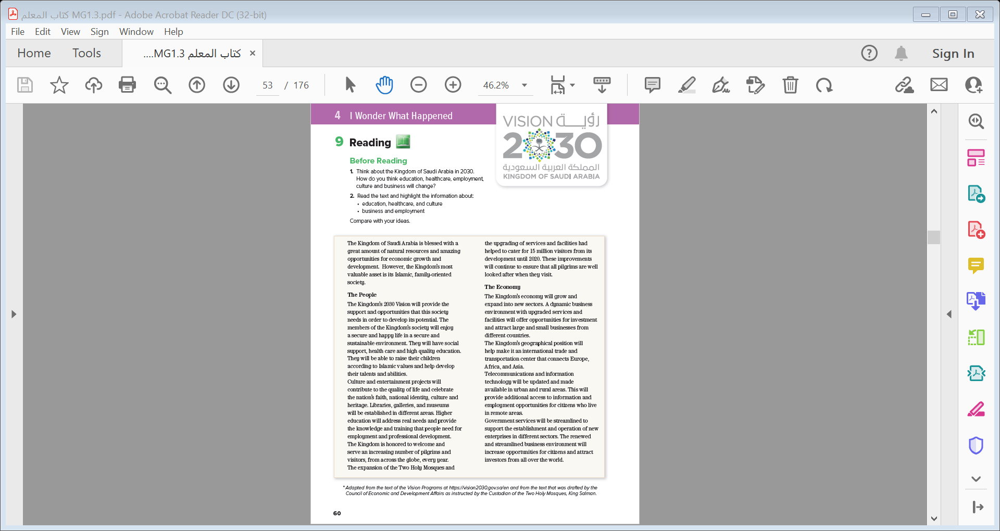 كتاب المعلم MG1.3.pdf - Adobe Acrobat Reader DC (32-bit)
File Edit View Sign Window Help
Home Tools كتاب المعلم MG1.3.... × Sign In
53 / 176 46.2%
4 I Wonder What Happened
VISION رؤية
2030
المملكة العربية السعودية
KINGDOM OF SAUDI ARABIA
9 Reading
Before Reading
1. Think about the Kingdom of Saudi Arabia in 2030.
How do you think education, healthcare, employment,
culture and business will change?
2. Read the text and highlight the information about:
• education, healthcare, and culture
• business and employment
Compare with your ideas.
The Kingdom of Saudi Arabia is blessed with a
great amount of natural resources and amazing
opportunities for economic growth and
development. However, the Kingdom's most
valuable asset is its Islamic, family-oriented
society.
The People
The Kingdom's 2030 Vision will provide the
support and opportunities that this society
needs in order to develop its potential. The
members of the Kingdom's society will enjoy
a secure and happy life in a secure and
sustainable environment. They will have social
support, health care and high quality education.
They will be able to raise their children
according to Islamic values and help develop
their talents and abilities.
Culture and entertainment projects will
contribute to the quality of life and celebrate
the nation's faith, national identity, culture and
heritage. Libraries, galleries, and museums
will be established in different areas. Higher
education will address real needs and provide
the knowledge and training that people need for
employment and professional development.
The Kingdom is honored to welcome and
serve an increasing number of pilgrims and
visitors, from across the globe, every year.
The expansion of the Two Holy Mosques and
the upgrading of services and facilities had
helped to cater for 15 million visitors from its
development until 2020. These improvements
will continue to ensure that all pilgrims are well
looked after when they visit.
The Economy
The Kingdom's economy will grow and
expand into new sectors. A dynamic business
environment with upgraded services and
facilities will offer opportunities for investment
and attract large and small businesses from
different countries.
The Kingdom's geographical position will
help make it an international trade and
transportation center that connects Europe,
Africa, and Asia.
Telecommunications and information
technology will be updated and made
available in urban and rural areas. This will
provide additional access to information and
employment opportunities for citizens who live
in remote areas.
Government services will be streamlined to
support the establishment and operation of new
enterprises in different sectors. The renewed
and streamlined business environment will
increase opportunities for citizens and attract
investors from all over the world.
* Adapted from the text of the Vision Programs at https://vision2030.gov.sa/en and from the text that was drafted by the
Council of Economic and Development Affairs as instructed by the Custodian of the Two Holy Mosques, King Salman.
60